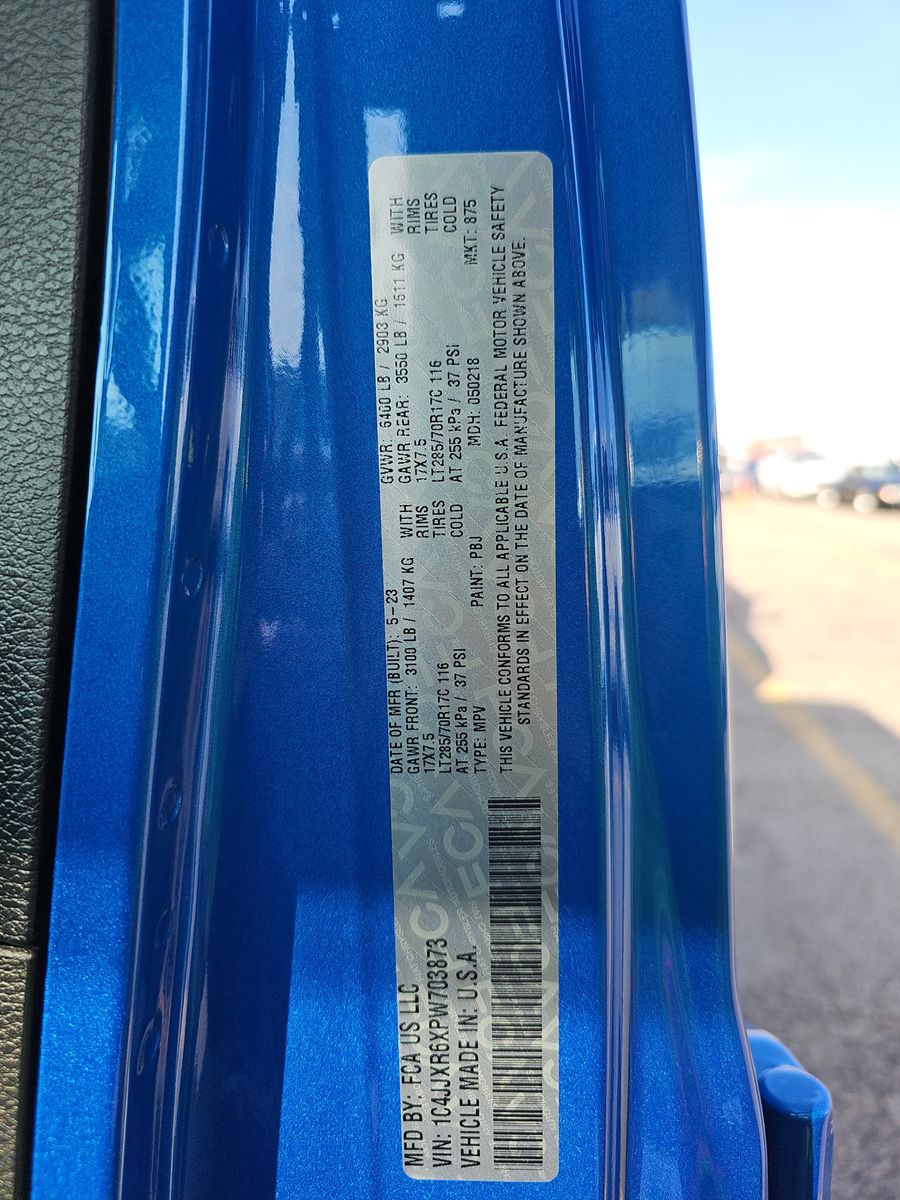 MFD BY: FCA US LLC
VIN: 1C4JJXR6XPW703873
VEHICLE MADE IN: U.S.A.
DATE OF MFR (BUILT): 5-23 GVWR: 6400 LB / 2903 KG
GAWR FRONT: 3100 LB / 1407 KG WITH GAWR REAR: 3550 LB / 1611 KG WITH
17X7.5 RIMS 17X7.5 RIMS
LT285/70R17C 116 TIRES LT285/70R17C 116 TIRES
AT 255 kPa / 37 PSI COLD AT 255 kPa / 37 PSI COLD
TYPE: MPV PAINT: PBJ MDH: 050218 MKT: 875
THIS VEHICLE CONFORMS TO ALL APPLICABLE U.S.A. FEDERAL MOTOR VEHICLE SAFETY
STANDARDS IN EFFECT ON THE DATE OF MANUFACTURE SHOWN ABOVE.